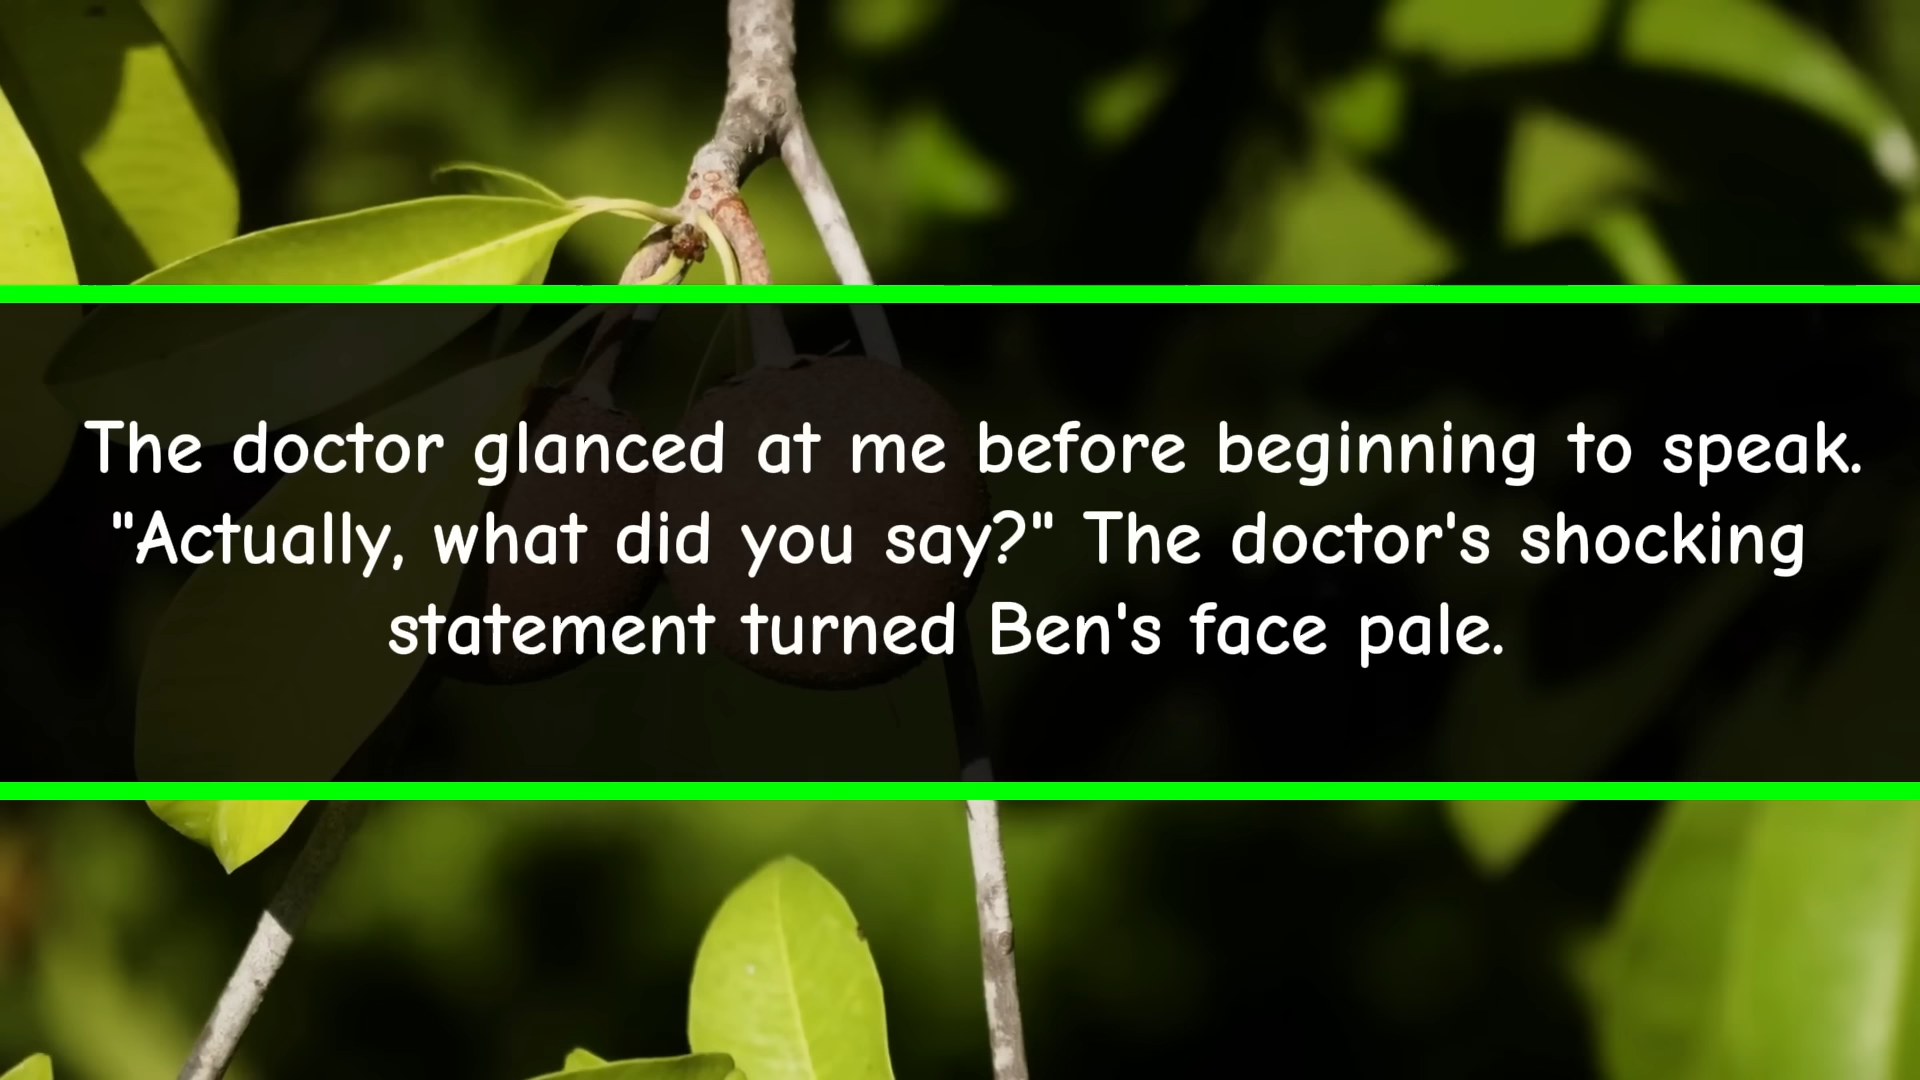 The doctor glanced at me before beginning to speak.
"Actually, what did you say?" The doctor's shocking
statement turned Ben's face pale.